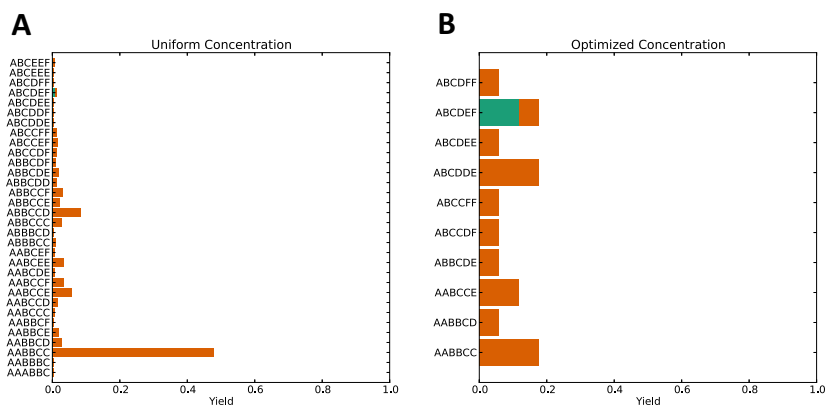 A
Uniform Concentration
ABCEEF
ABCEEE
ABCDFF
ABCDEF
ABCDEE
ABCDDF
ABCDDE
ABCCFF
ABCCEF
ABCCDF
ABBCDF
ABBCDE
ABBCDD
ABBCCF
ABBCCE
ABBCCD
ABBCCC
ABBBCD
ABBBCC
AABCEF
AABCEE
AABCDE
AABCCF
AABCCE
AABCCD
AABCCC
AABBCF
AABBCE
AABBCD
AABBCC
AABBBC
AAABBC
0.0 0.2 0.4 0.6 0.8 1.0
Yield
B
Optimized Concentration
ABCDFF
ABCDEF
ABCDEE
ABCDDE
ABCCFF
ABCCDF
ABBCDE
AABCCE
AABBCD
AABBCC
0.0 0.2 0.4 0.6 0.8 1.0
Yield